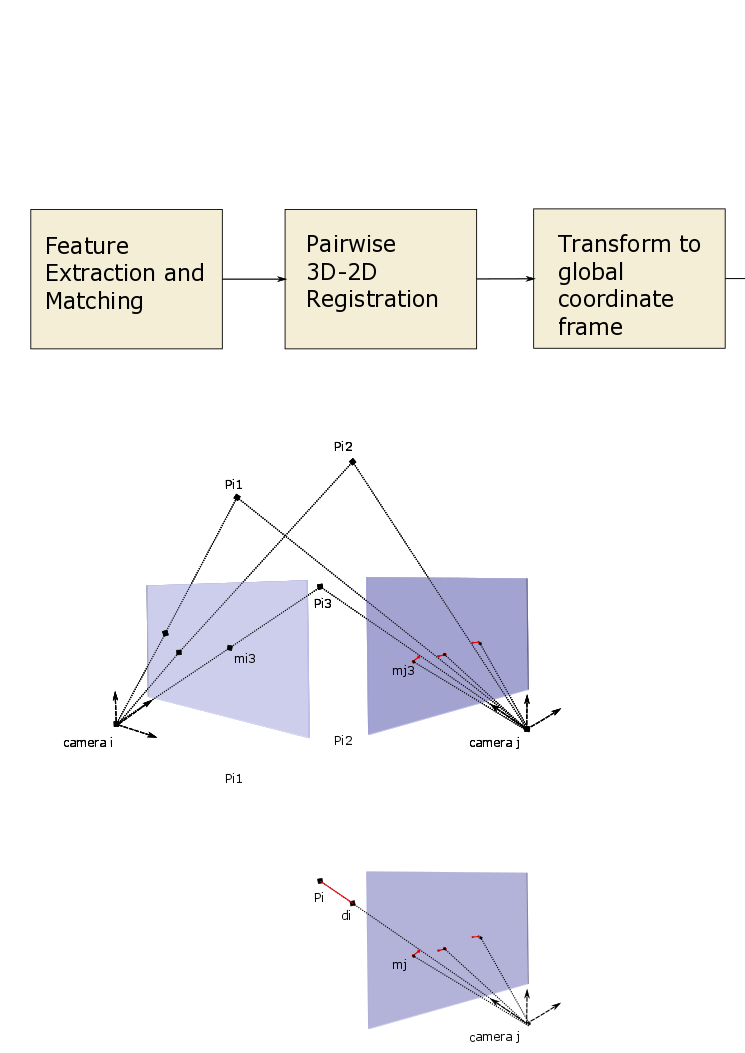 Feature
Extraction and
Matching
Pairwise
3D-2D
Registration
Transform to
global
coordinate
frame
Pi2
Pi1
Pi3
mi3
mj3
camera i
camera j
Pi2
Pi1
Pi
di
mj
camera j